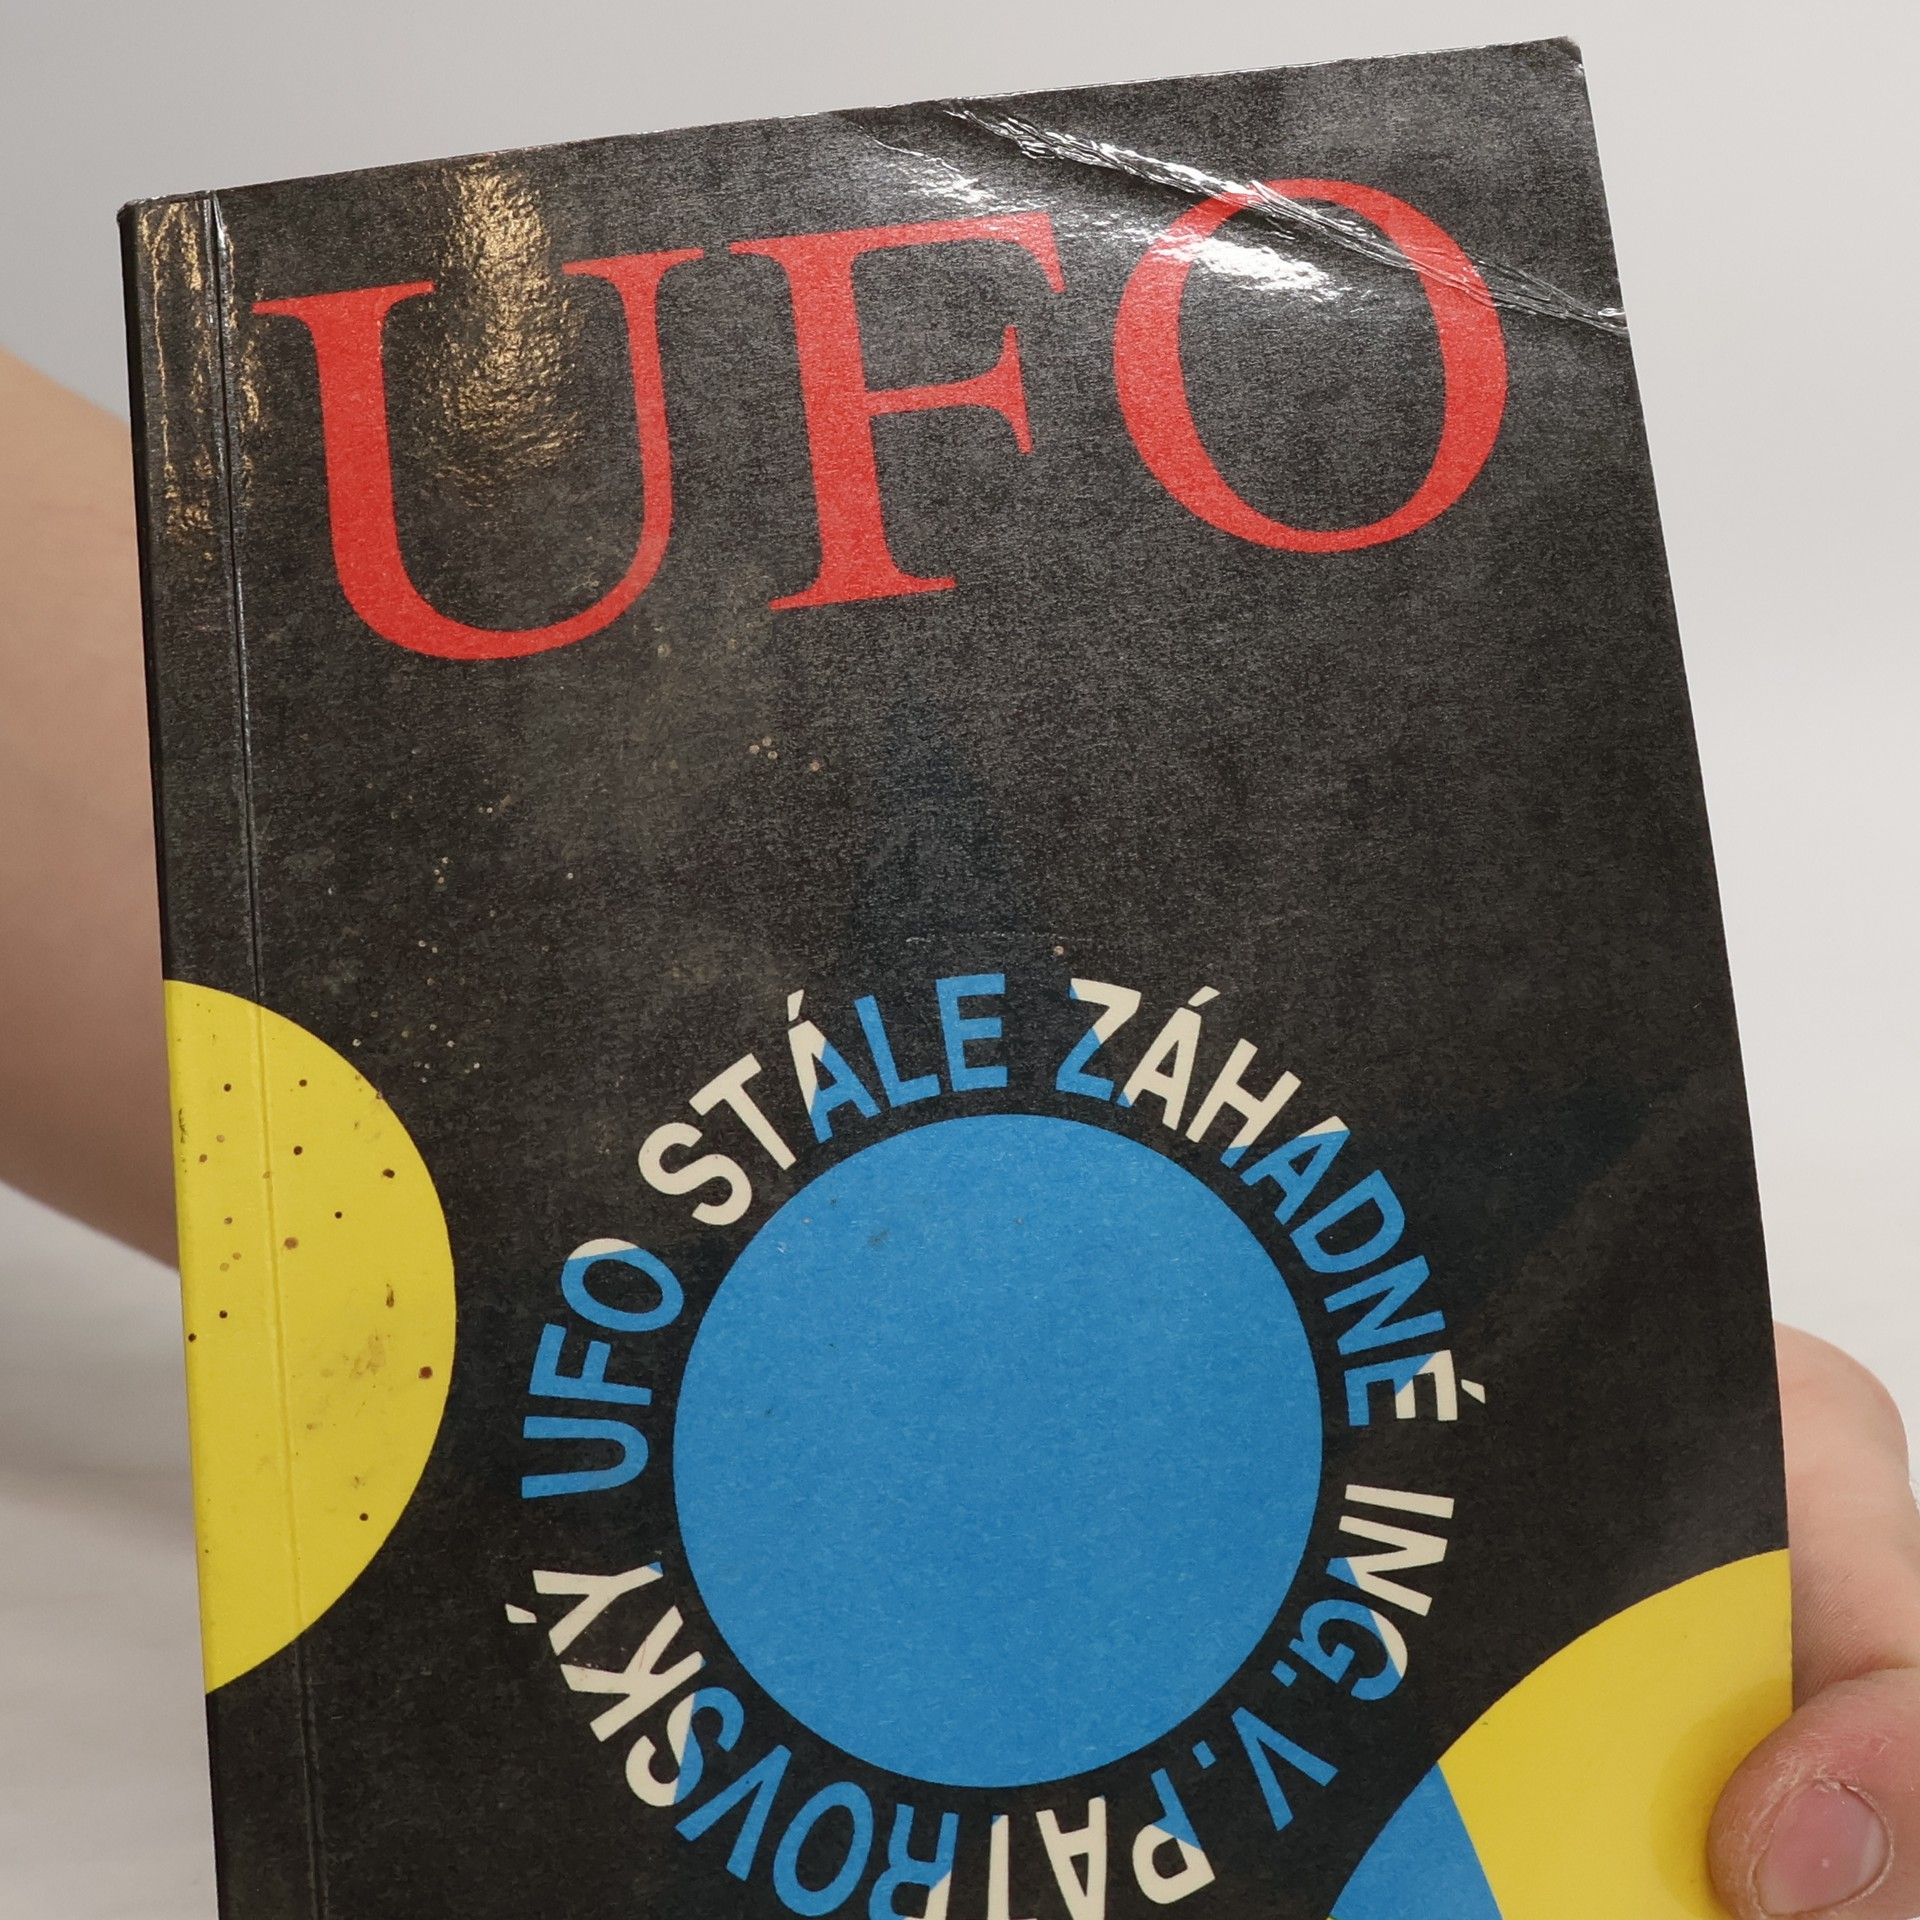 UFO
UFO STÁLE ZÁHADNÉ ING. V. PATROVSKÝ